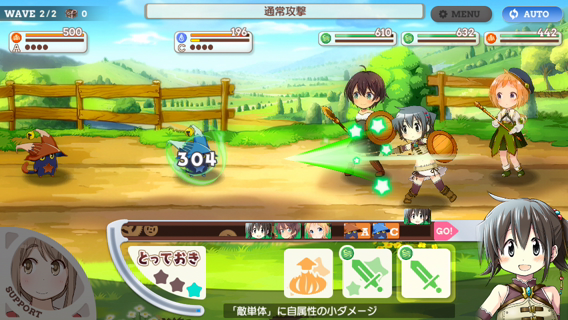 WAVE 2/2 0
通常攻撃
MENU
AUTO
500
A
196
C
610
632
442
304
A C GO!
とっておき
SUPPORT
「敵単体」に自属性の小ダメージ